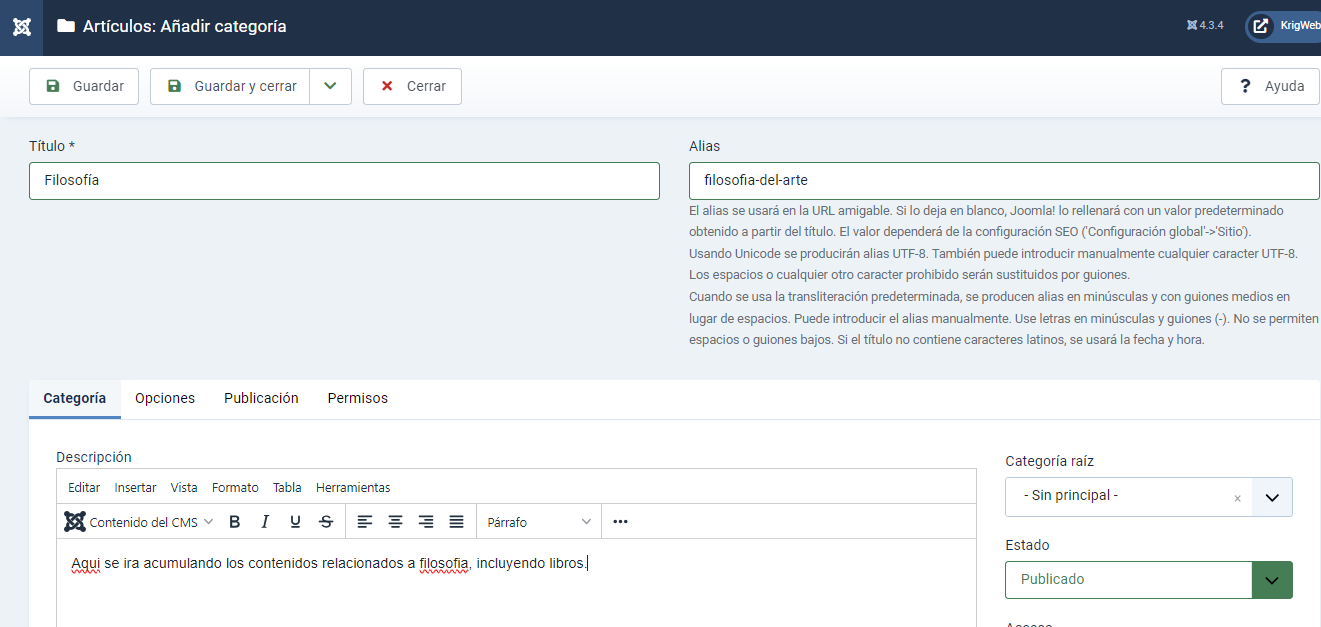 Artículos: Añadir categoría
4.3.4
KrigWeb
Guardar
Guardar y cerrar
Cerrar
? Ayuda
Título *
Filosofía
Alias
filosofia-del-arte
El alias se usará en la URL amigable. Si lo deja en blanco, Joomla! lo rellenará con un valor predeterminado
obtenido a partir del título. El valor dependerá de la configuración SEO ('Configuración global'->'Sitio').
Usando Unicode se producirán alias UTF-8. También puede introducir manualmente cualquier caracter UTF-8.
Los espacios o cualquier otro caracter prohibido serán sustituidos por guiones.
Cuando se usa la transliteración predeterminada, se producen alias en minúsculas y con guiones medios en
lugar de espacios. Puede introducir el alias manualmente. Use letras en minúsculas y guiones (-). No se permiten
espacios o guiones bajos. Si el título no contiene caracteres latinos, se usará la fecha y hora.
Categoría
Opciones
Publicación
Permisos
Descripción
Editar
Insertar
Vista
Formato
Tabla
Herramientas
Contenido del CMS
B
I
U
S
Párrafo
Aqui se ira acumulando los contenidos relacionados a filosofia, incluyendo libros.
Categoría raíz
- Sin principal -
Estado
Publicado